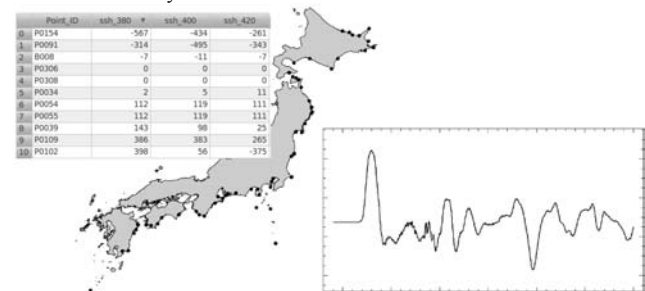 Point_ID ssh_380 ▼ ssh_400 ssh_420
0 P0154 -567 -434 -261
1 P0091 -314 -495 -343
2 B008 -7 -11 -7
3 P0306 0 0 0
4 P0308 0 0 0
5 P0034 2 5 11
6 P0054 112 119 111
7 P0055 112 119 111
8 P0039 143 98 25
9 P0109 386 383 265
10 P0102 398 56 -375